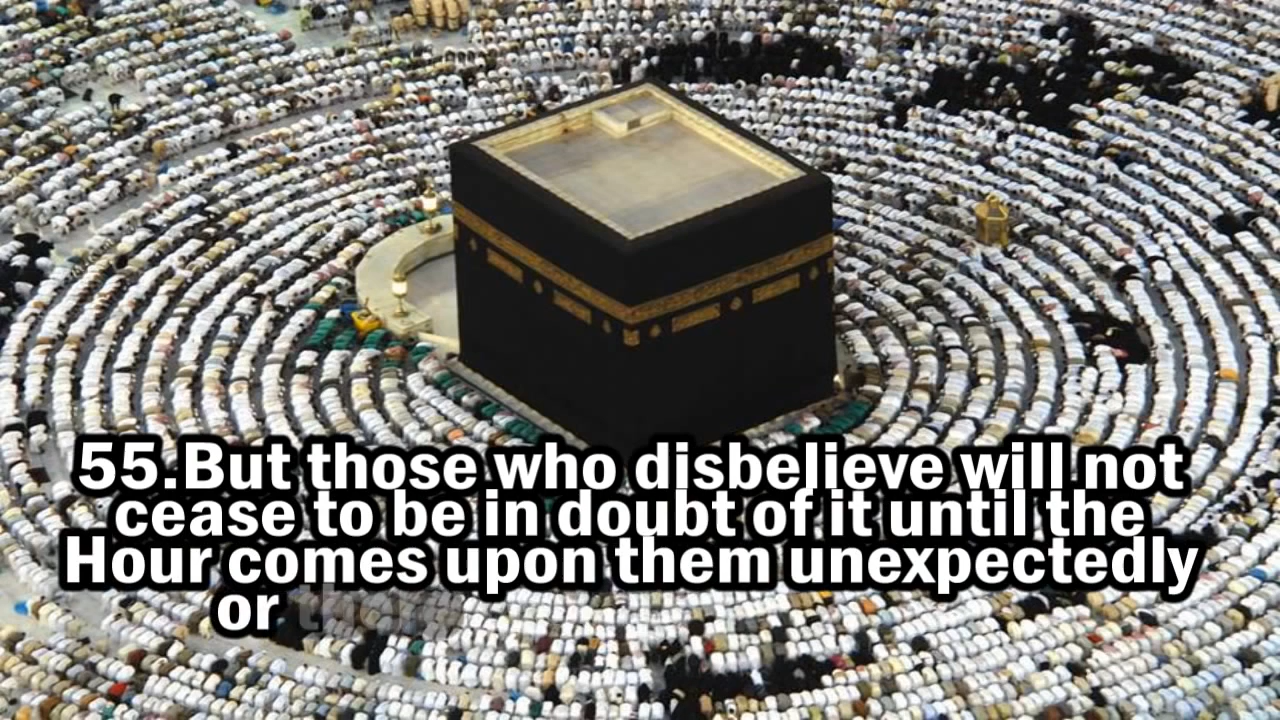 55.But those who disbelieve will not
cease to be in doubt of it until the
Hour comes upon them unexpectedly
or